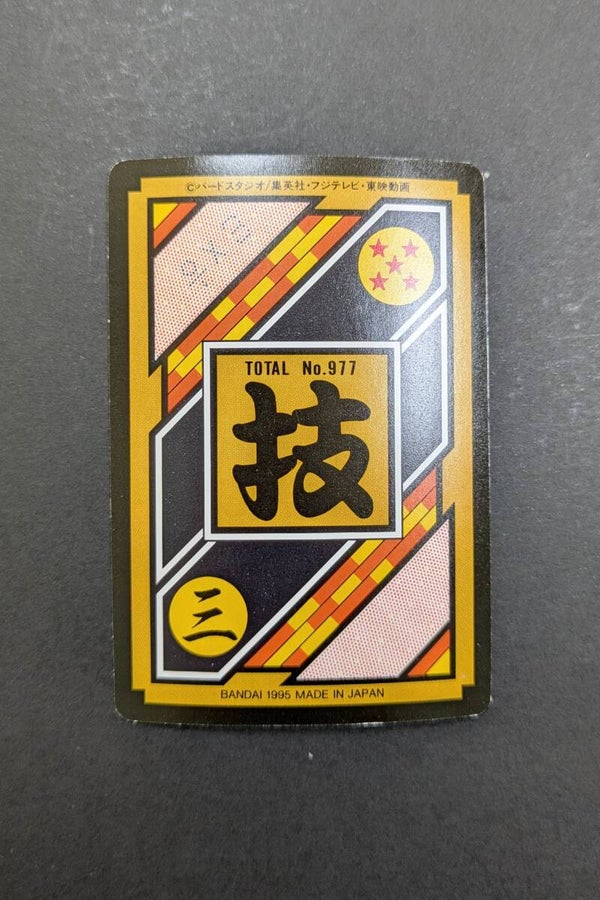 ©バードスタジオ/集英社・フジテレビ・東映動画
TOTAL No.977
技
三
BANDAI 1995 MADE IN JAPAN